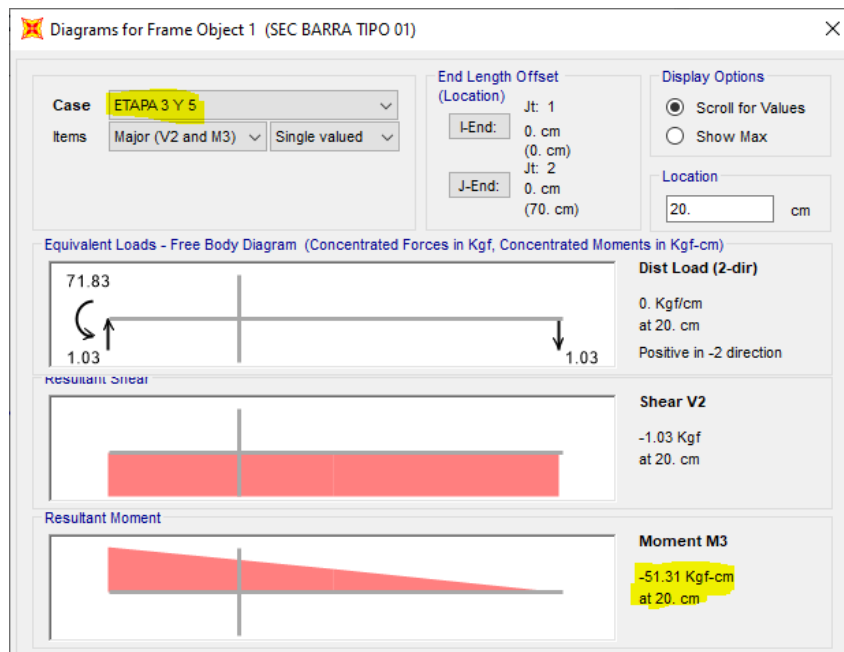 Diagrams for Frame Object 1 (SEC BARRA TIPO 01)
Case ETAPA 3 Y 5
Items Major (V2 and M3) Single valued
End Length Offset
(Location)
Jt: 1
I-End: 0. cm
(0. cm)
Jt: 2
J-End: 0. cm
(70. cm)
Display Options
Scroll for Values
Show Max
Location
20. cm
Equivalent Loads - Free Body Diagram (Concentrated Forces in Kgf, Concentrated Moments in Kgf-cm)
71.83
1.03
1.03
Dist Load (2-dir)
0. Kgf/cm
at 20. cm
Positive in -2 direction
Resultant Shear
Shear V2
-1.03 Kgf
at 20. cm
Resultant Moment
Moment M3
-51.31 Kgf-cm
at 20. cm